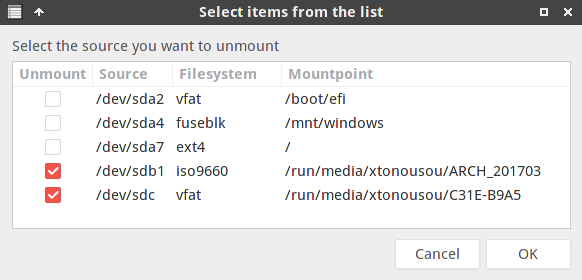 Select items from the list
Select the source you want to unmount
Unmount Source Filesystem Mountpoint
/dev/sda2 vfat /boot/efi
/dev/sda4 fuseblk /mnt/windows
/dev/sda7 ext4 /
/dev/sdb1 iso9660 /run/media/xtonousou/ARCH_201703
/dev/sdc vfat /run/media/xtonousou/C31E-B9A5
Cancel OK